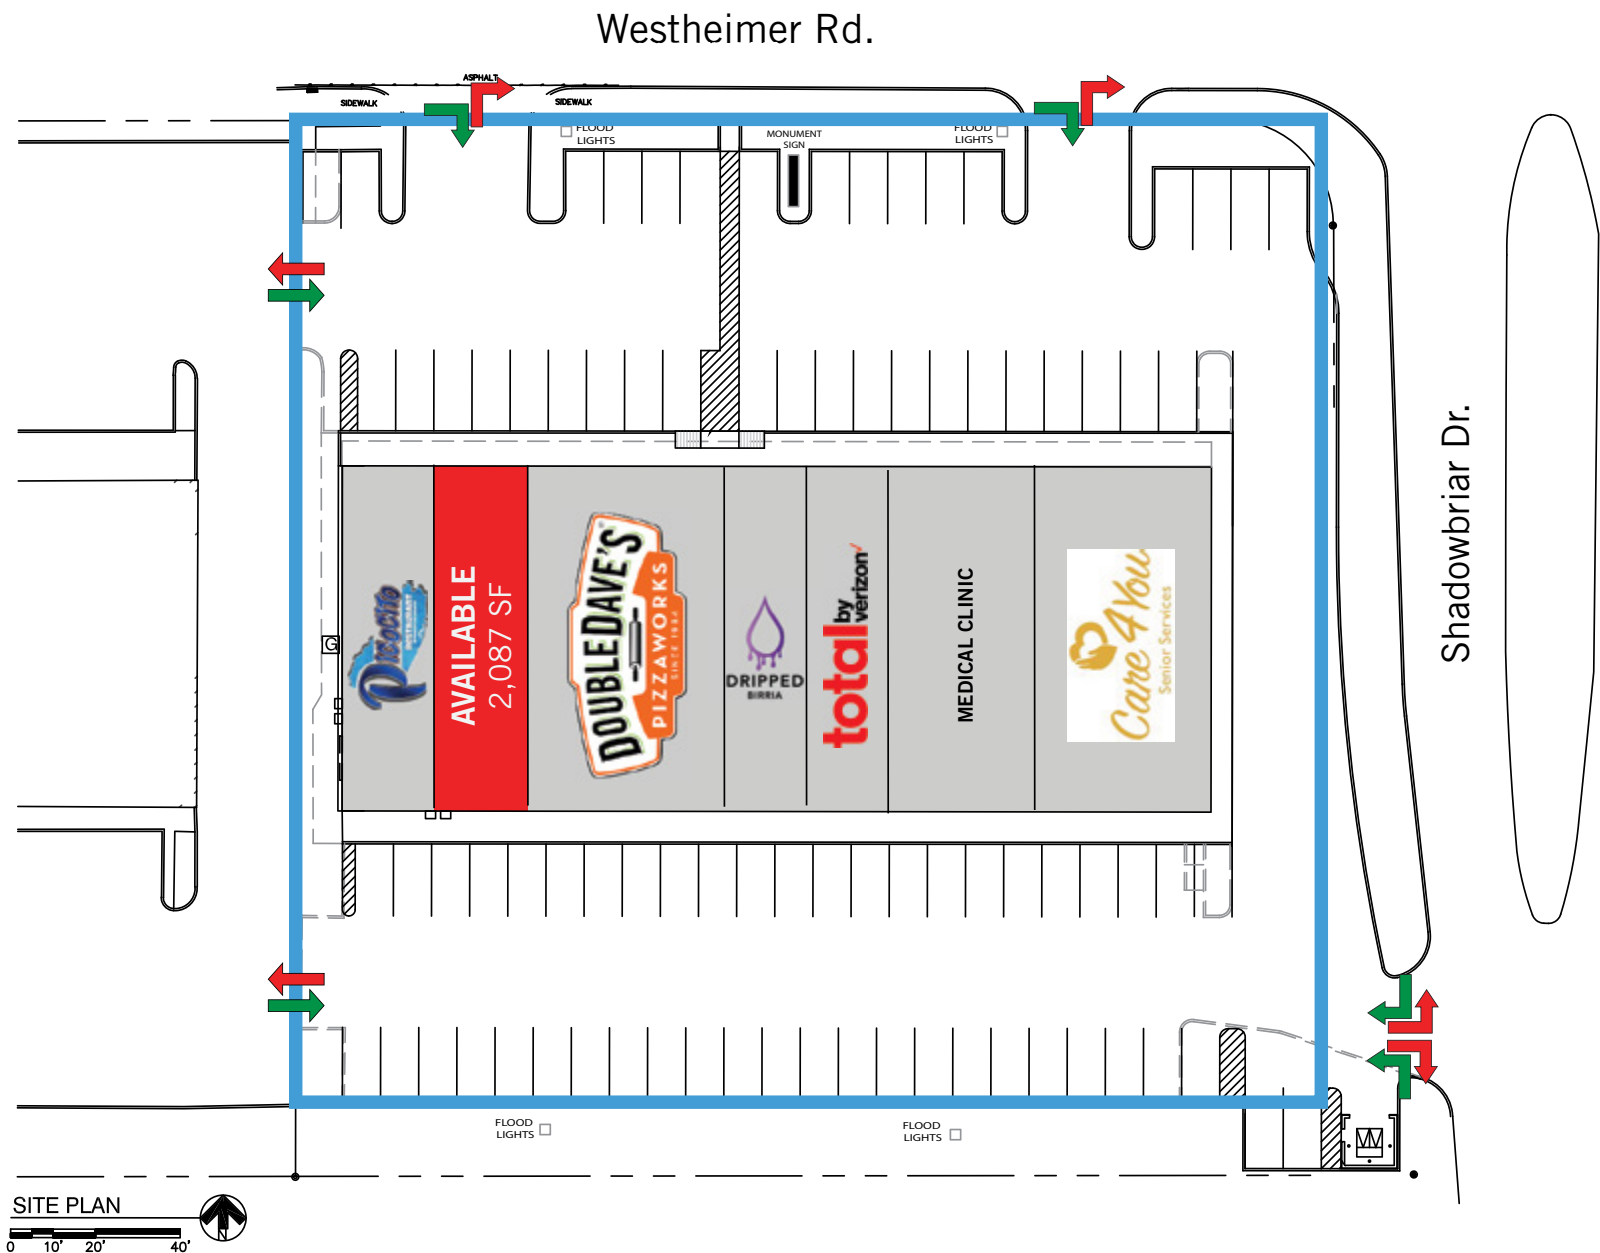 Westheimer Rd.
ASPHALT
SIDEWALK
SIDEWALK
FLOOD
LIGHTS
MONUMENT
SIGN
FLOOD
LIGHTS
Shadowbriar Dr.
AVAILABLE
2,087 SF
DOUBLEDAVE'S
PIZZAWORKS
SINCE 1984
DRIPPED
BIRRIA
total
by
verizon
MEDICAL CLINIC
Care 4 You
Senior Services
G
FLOOD
LIGHTS
FLOOD
LIGHTS
SITE PLAN
N
0 10' 20' 40'